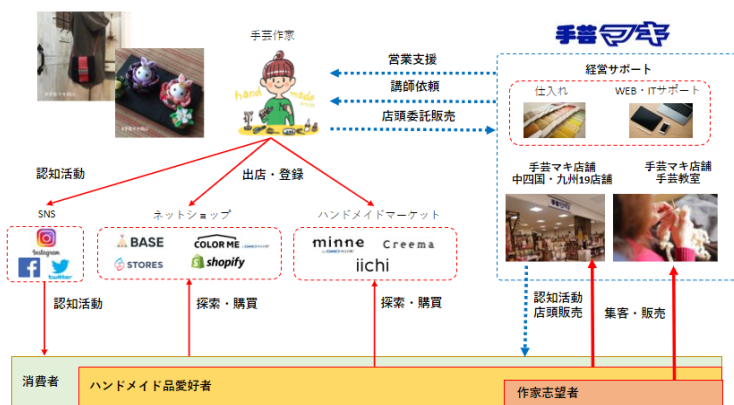 手芸作家
手芸マキ
hand made
営業支援
講師依頼
店頭委託販売
経営サポート
仕入れ
WEB・ITサポート
手芸マキ店舗
中四国・九州19店舗
手芸マキ店舗
手芸教室
認知活動
出店・登録
SNS
ネットショップ
ハンドメイドマーケット
Instagram
twitter
BASE
COLOR ME
STORES
shopify
minne
Creema
iichi
認知活動
探索・購買
探索・購買
認知活動
店頭販売
集客・販売
消費者
ハンドメイド品愛好者
作家志望者